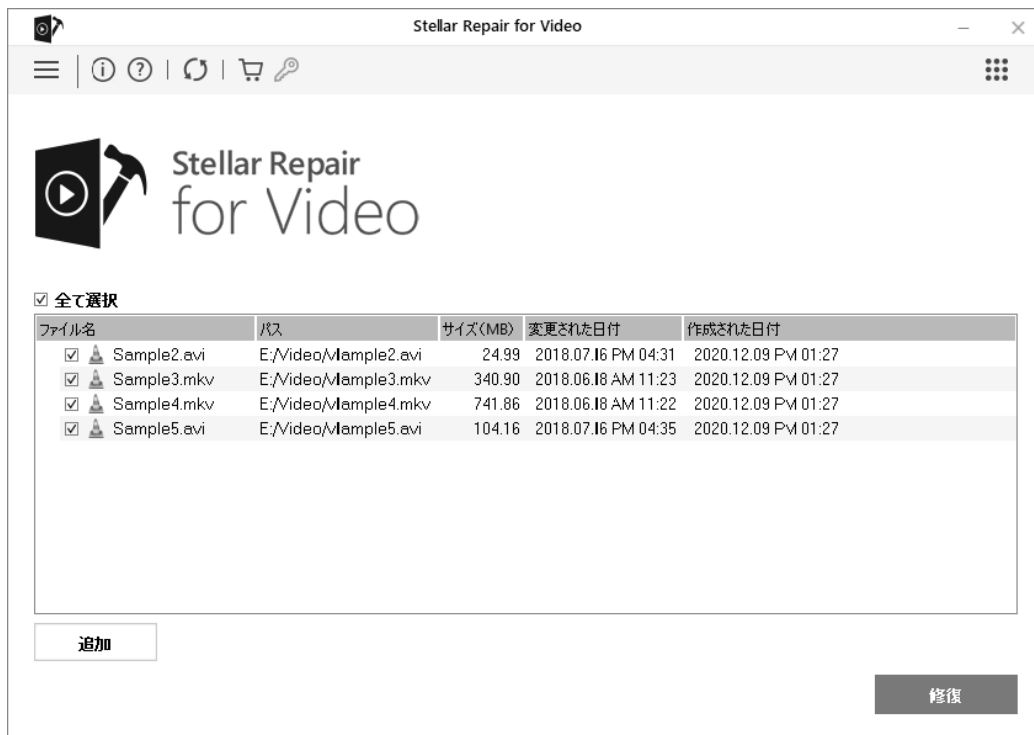 Stellar Repair for Video
Stellar Repair
for Video
全て選択
ファイル名 パス サイズ(MB) 変更された日付 作成された日付
Sample2.avi E:/Video/Mample2.avi 24.99 2018.07.16 PM 04:31 2020.12.09 PM 01:27
Sample3.mkv E:/Video/Mample3.mkv 340.90 2018.06.18 AM 11:23 2020.12.09 PM 01:27
Sample4.mkv E:/Video/Mample4.mkv 741.86 2018.06.18 AM 11:22 2020.12.09 PM 01:27
Sample5.avi E:/Video/Mample5.avi 104.16 2018.07.16 PM 04:35 2020.12.09 PM 01:27
追加
修復